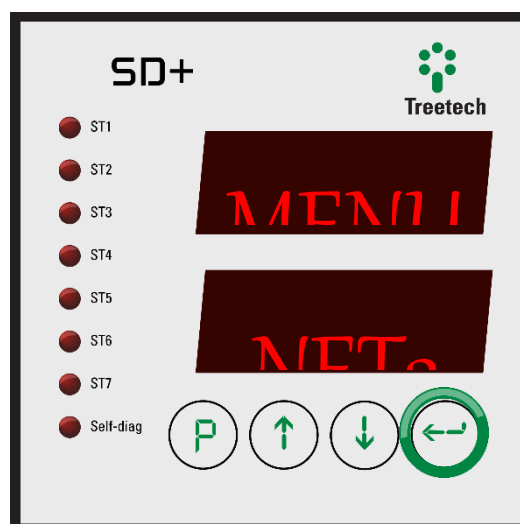 SD+
Treetech
ST1
ST2
ST3
ST4
ST5
ST6
ST7
Self-diag
MENU
P